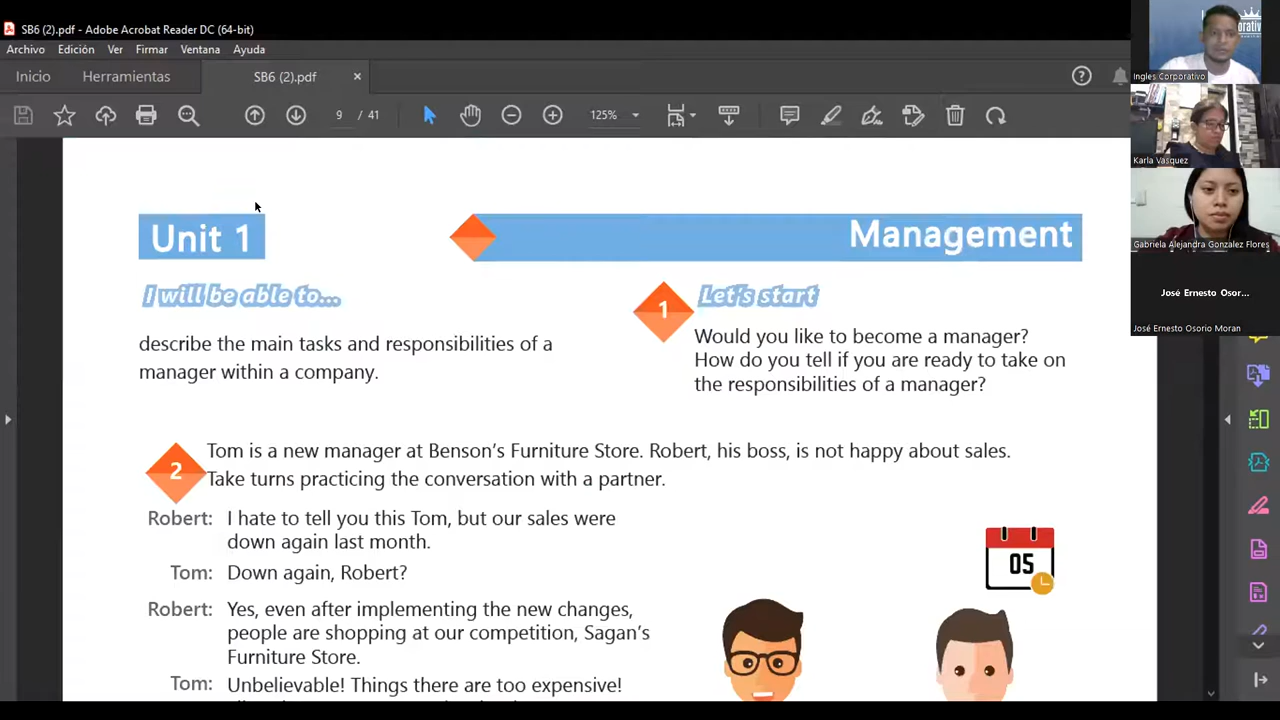 SB6 (2).pdf - Adobe Acrobat Reader DC (64-bit)
Archivo Edición Ver Firmar Ventana Ayuda
Inicio Herramientas SB6 (2).pdf
9 / 41 125%
Unit 1
Management
I will be able to...
describe the main tasks and responsibilities of a
manager within a company.
1 Let's start
Would you like to become a manager?
How do you tell if you are ready to take on
the responsibilities of a manager?
2 Tom is a new manager at Benson's Furniture Store. Robert, his boss, is not happy about sales.
Take turns practicing the conversation with a partner.
Robert: I hate to tell you this Tom, but our sales were
down again last month.
Tom: Down again, Robert?
Robert: Yes, even after implementing the new changes,
people are shopping at our competition, Sagan's
Furniture Store.
Tom: Unbelievable! Things there are too expensive!
05
Ingles Corporativo
Karla Vasquez
Gabriela Alejandra Gonzalez Flores
José Ernesto Osor...
José Ernesto Osorio Moran